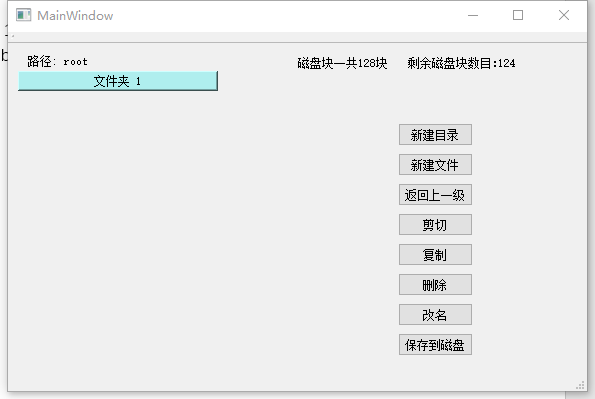 MainWindow
路径: root
磁盘块一共128块 剩余磁盘块数目:124
文件夹 1
新建目录
新建文件
返回上一级
剪切
复制
删除
改名
保存到磁盘